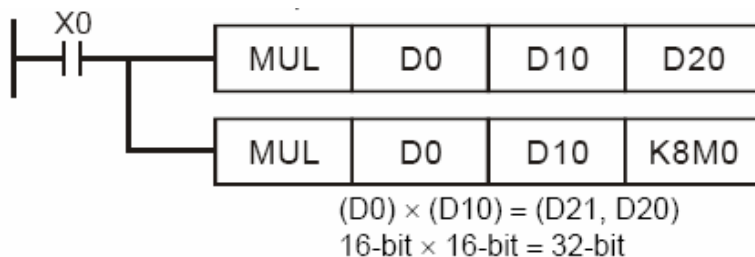 X0
MUL D0 D10 D20
MUL D0 D10 K8M0
(D0) × (D10) = (D21, D20)
16-bit × 16-bit = 32-bit